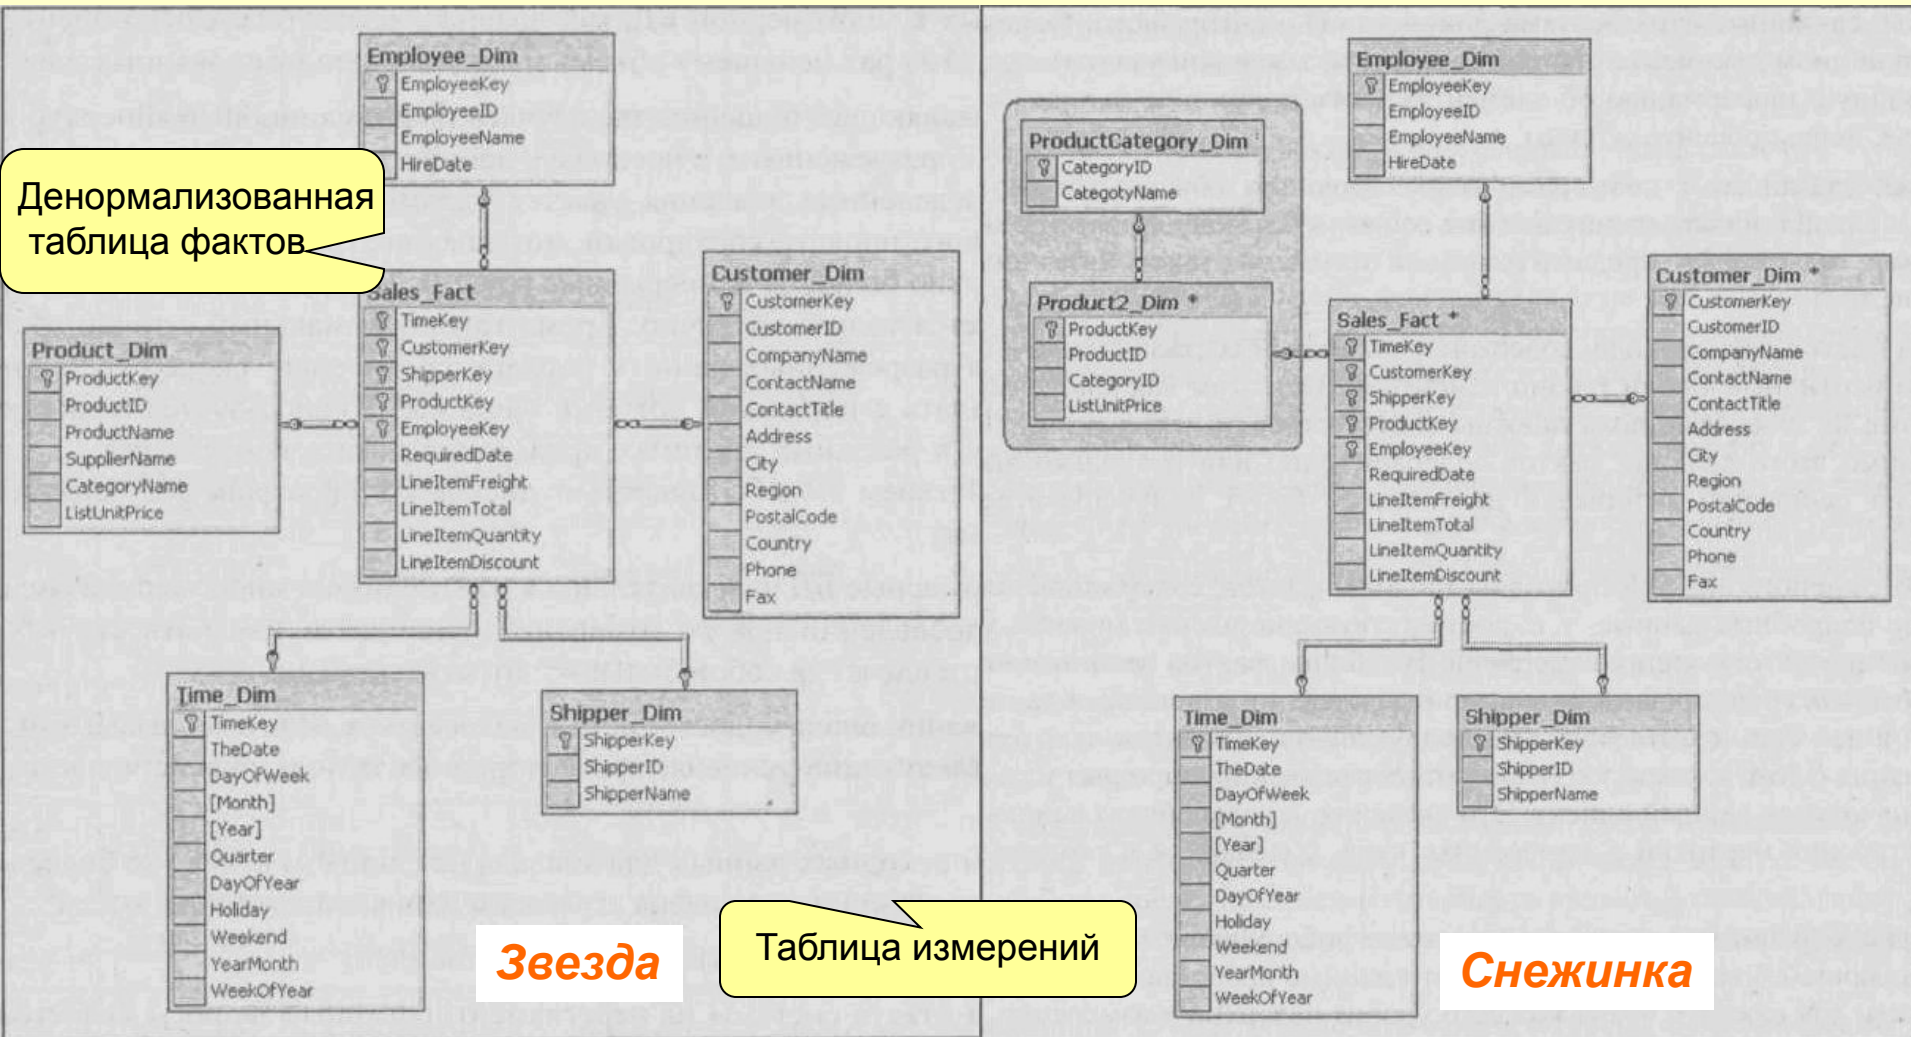 Employee_Dim
EmployeeKey
EmployeeID
EmployeeName
HireDate
Денормализованная
таблица фактов
Sales_Fact
TimeKey
CustomerKey
ShipperKey
ProductKey
EmployeeKey
RequiredDate
LineItemFreight
LineItemTotal
LineItemQuantity
LineItemDiscount
Product_Dim
ProductKey
ProductID
ProductName
SupplierName
CategoryName
ListUnitPrice
Customer_Dim
CustomerKey
CustomerID
CompanyName
ContactName
ContactTitle
Address
City
Region
PostalCode
Country
Phone
Fax
Time_Dim
TimeKey
TheDate
DayOfWeek
[Month]
[Year]
Quarter
DayOfYear
Holiday
Weekend
YearMonth
WeekOfYear
Shipper_Dim
ShipperKey
ShipperID
ShipperName
Звезда
Таблица измерений
ProductCategory_Dim
CategoryID
CategotyName
Product2_Dim *
ProductKey
ProductID
CategoryID
ListUnitPrice
Employee_Dim
EmployeeKey
EmployeeID
EmployeeName
HireDate
Sales_Fact *
TimeKey
CustomerKey
ShipperKey
ProductKey
EmployeeKey
RequiredDate
LineItemFreight
LineItemTotal
LineItemQuantity
LineItemDiscount
Customer_Dim *
CustomerKey
CustomerID
CompanyName
ContactName
ContactTitle
Address
City
Region
PostalCode
Country
Phone
Fax
Time_Dim
TimeKey
TheDate
DayOfWeek
[Month]
[Year]
Quarter
DayOfYear
Holiday
Weekend
YearMonth
WeekOfYear
Shipper_Dim
ShipperKey
ShipperID
ShipperName
Снежинка